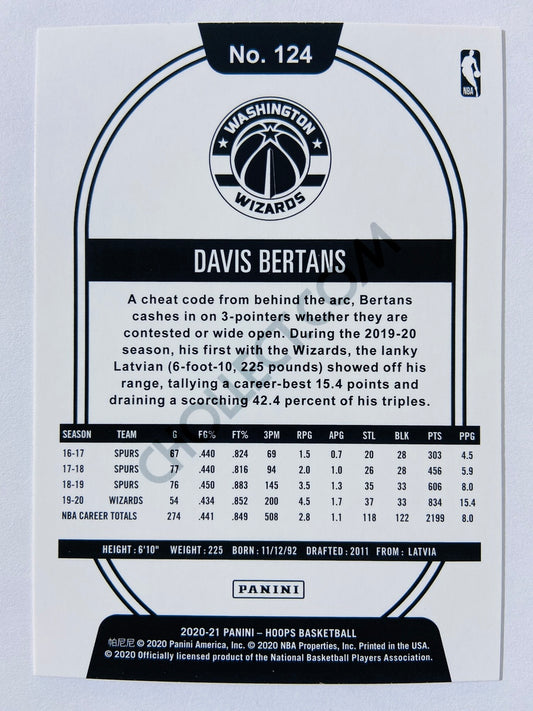 No. 124
NBA
WASHINGTON
WIZARDS
DAVIS BERTANS
A cheat code from behind the arc, Bertans
cashes in on 3-pointers whether they are
contested or wide open. During the 2019-20
season, his first with the Wizards, the lanky
Latvian (6-foot-10, 225 pounds) showed off his
range, tallying a career-best 15.4 points and
draining a scorching 42.4 percent of his triples.
SEASON TEAM G FG% FT% 3PM RPG APG STL BLK PTS PPG
16-17 SPURS 67 .440 .824 69 1.5 0.7 20 28 303 4.5
17-18 SPURS 77 .440 .816 94 2.0 1.0 26 28 456 5.9
18-19 SPURS 76 .450 .883 145 3.5 1.3 35 33 606 8.0
19-20 WIZARDS 54 .434 .852 200 4.5 1.7 37 33 834 15.4
NBA CAREER TOTALS 274 .441 .849 508 2.8 1.1 118 122 2199 8.0
HEIGHT: 6'10" WEIGHT: 225 BORN: 11/12/92 DRAFTED: 2011 FROM: LATVIA
PANINI
2020-21 PANINI – HOOPS BASKETBALL
帕尼尼 © 2020 Panini America, Inc. © 2020 NBA Properties, Inc. Printed in the USA.
© 2020 Officially licensed product of the National Basketball Players Association.
CHOLLECT.COM